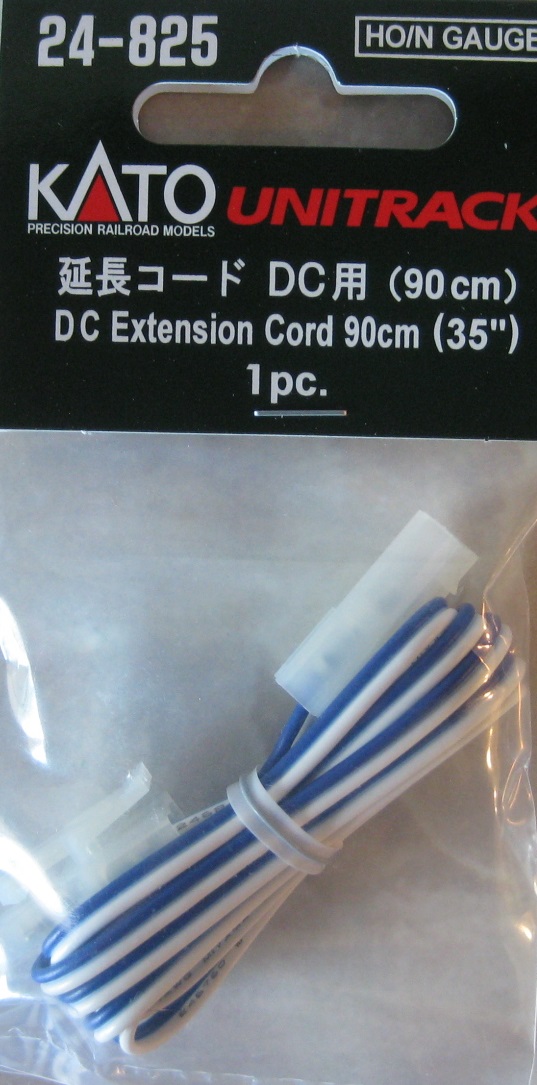 24-825
HO/N GAUGE
KATO UNITRACK
PRECISION RAILROAD MODELS
延長コード DC用（90cm）
DC Extension Cord 90cm (35")
1pc.